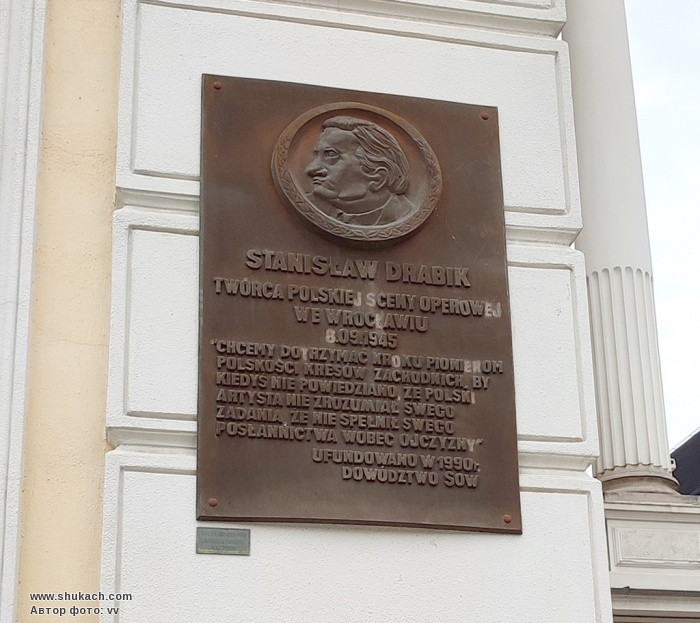 STANISŁAW DRABIK
TWÓRCA POLSKIEJ SCENY OPEROWEJ
WE WROCŁAWIU
8.09.1945
"CHCEMY DOTRZYMAĆ KROKU PIONIEROM
POLSKOŚCI KRESÓW ZACHODNICH, BY
KIEDYŚ NIE POWIEDZIANO, ŻE POLSKI
ARTYSTA NIE ZROZUMIAŁ SWEGO
ZADANIA, ŻE NIE SPEŁNIŁ SWEGO
POSŁANNICTWA WOBEC OJCZYZNY"
UFUNDOWANO W 1990r.
DOWÓDZTWO ŚOW
www.shukach.com
Автор фото: vv